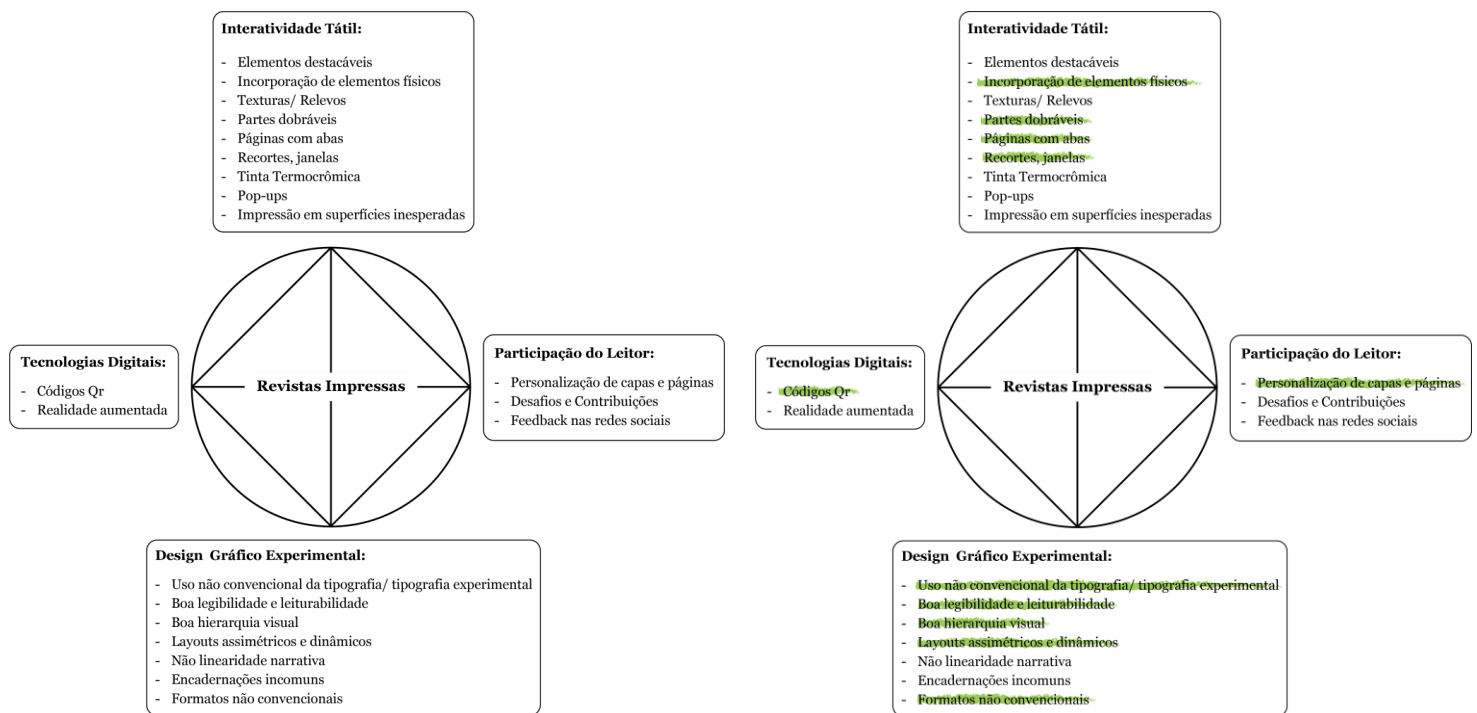 Interatividade Tátil:
- Elementos destacáveis
- Incorporação de elementos físicos
- Texturas/ Relevos
- Partes dobráveis
- Páginas com abas
- Recortes, janelas
- Tinta Termocrômica
- Pop-ups
- Impressão em superfícies inesperadas
Tecnologias Digitais:
- Códigos Qr
- Realidade aumentada
Revistas Impressas
Participação do Leitor:
- Personalização de capas e páginas
- Desafios e Contribuições
- Feedback nas redes sociais
Design Gráfico Experimental:
- Uso não convencional da tipografia/ tipografia experimental
- Boa legibilidade e leiturabilidade
- Boa hierarquia visual
- Layouts assimétricos e dinâmicos
- Não linearidade narrativa
- Encadernações incomuns
- Formatos não convencionais
Interatividade Tátil:
- Elementos destacáveis
- Incorporação de elementos físicos
- Texturas/ Relevos
- Partes dobráveis
- Páginas com abas
- Recortes, janelas
- Tinta Termocrômica
- Pop-ups
- Impressão em superfícies inesperadas
Tecnologias Digitais:
- Códigos Qr
- Realidade aumentada
Revistas Impressas
Participação do Leitor:
- Personalização de capas e páginas
- Desafios e Contribuições
- Feedback nas redes sociais
Design Gráfico Experimental:
- Uso não convencional da tipografia/ tipografia experimental
- Boa legibilidade e leiturabilidade
- Boa hierarquia visual
- Layouts assimétricos e dinâmicos
- Não linearidade narrativa
- Encadernações incomuns
- Formatos não convencionais